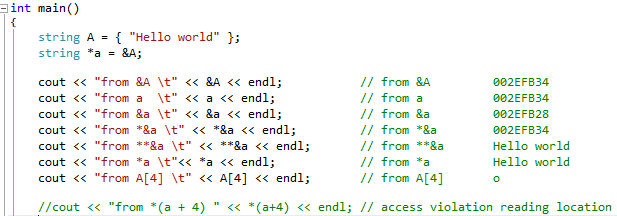 int main()
{
string A = { "Hello world" };
string *a = &A;
cout << "from &A \t" << &A << endl; // from &A 002EFB34
cout << "from a \t" << a << endl; // from a 002EFB34
cout << "from &a \t" << &a << endl; // from &a 002EFB28
cout << "from *&a \t" << *&a << endl; // from *&a 002EFB34
cout << "from **&a \t" << **&a << endl; // from **&a Hello world
cout << "from *a \t"<< *a << endl; // from *a Hello world
cout << "from A[4] \t" << A[4] << endl; // from A[4] o
//cout << "from *(a + 4) " << *(a+4) << endl; // access violation reading location